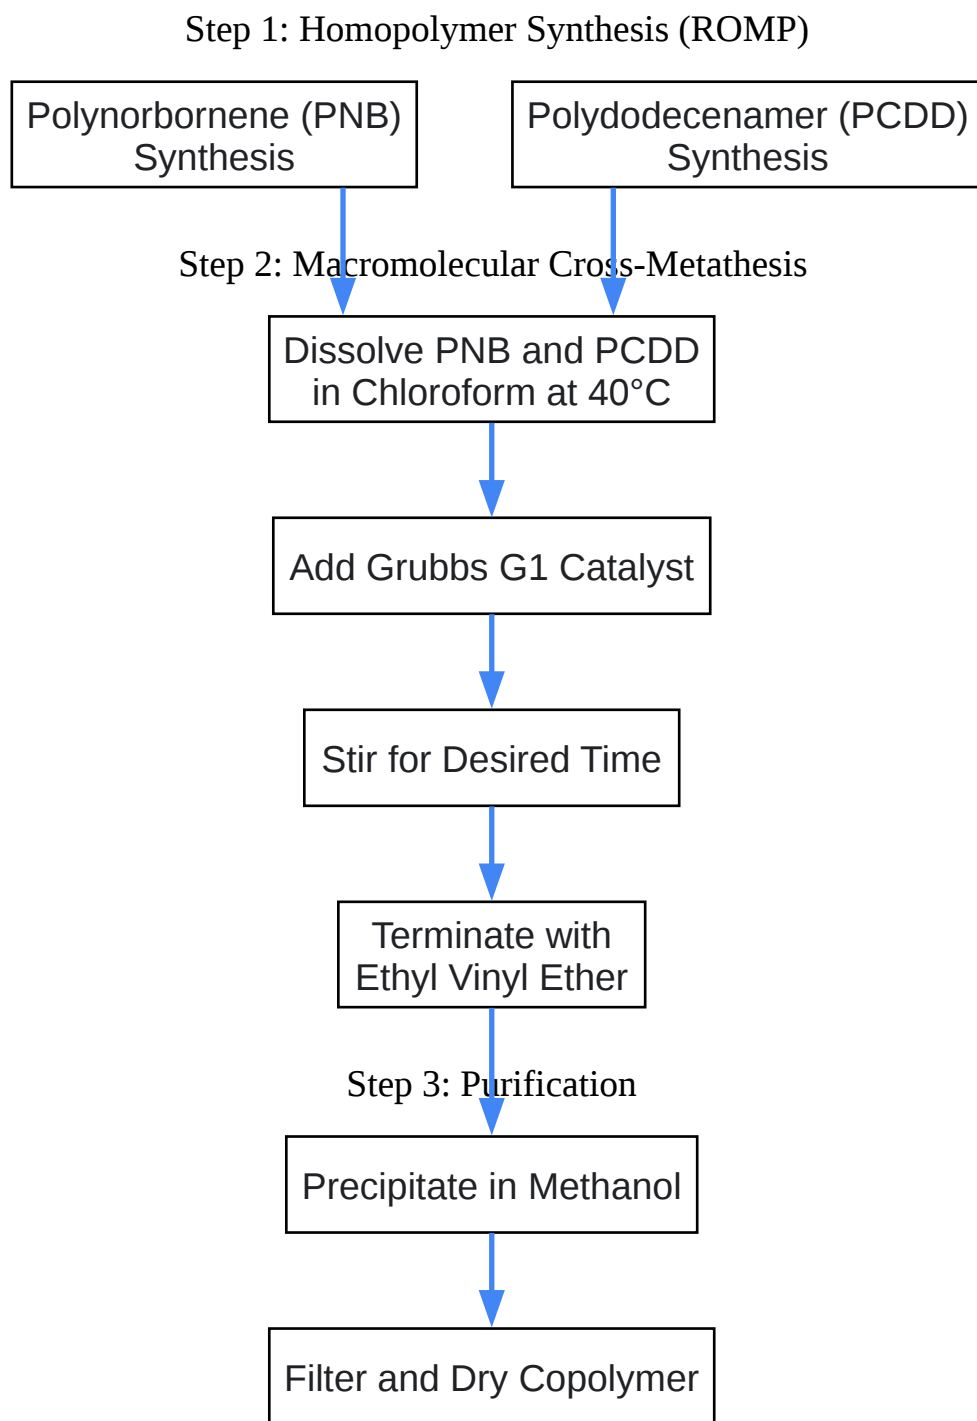 Step 1: Homopolymer Synthesis (ROMP)
Polynorbornene (PNB)
Synthesis
Polydodecenamer (PCDD)
Synthesis
Step 2: Macromolecular Cross-Metathesis
Dissolve PNB and PCDD
in Chloroform at 40°C
Add Grubbs G1 Catalyst
Stir for Desired Time
Terminate with
Ethyl Vinyl Ether
Step 3: Purification
Precipitate in Methanol
Filter and Dry Copolymer